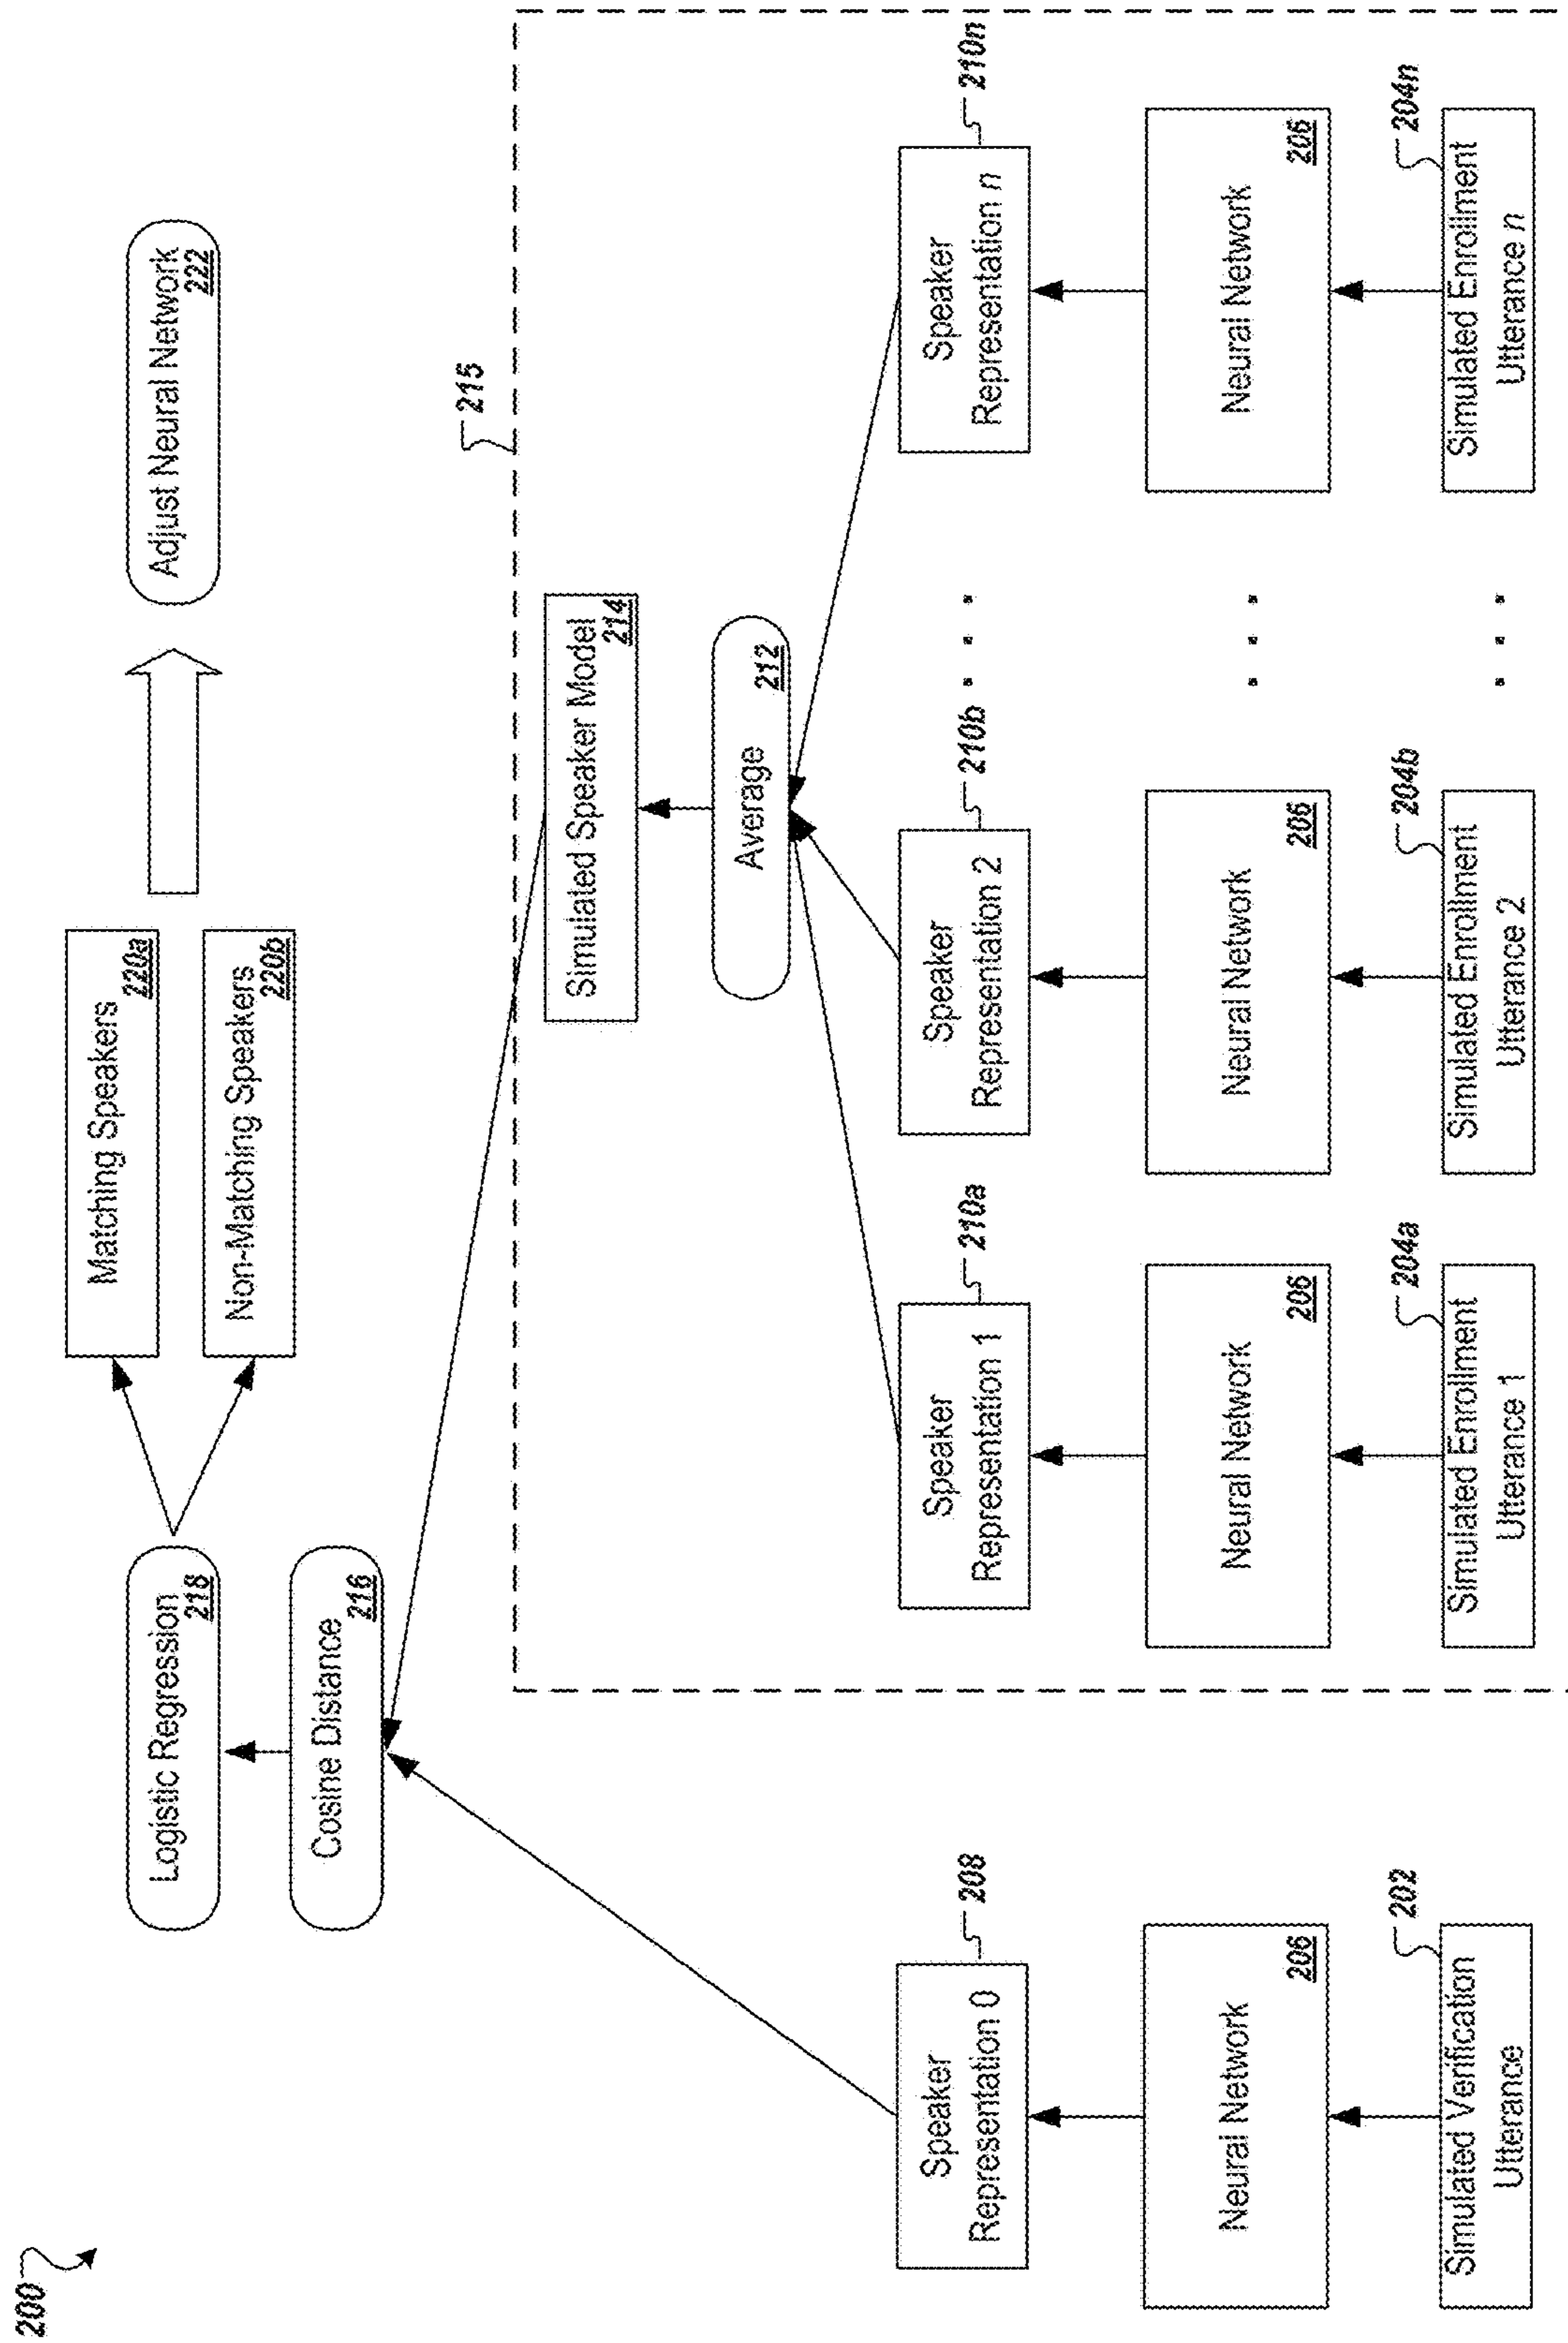 200
Logistic Regression
218
Matching Speakers
220a
Non-Matching Speakers
220b
Adjust Neural Network
222
Cosine Distance
216
215
Simulated Speaker Model
214
Average
212
Speaker
Representation 0
208
Speaker
Representation 1
210a
Speaker
Representation 2
210b
. . .
Speaker
Representation n
210n
Neural Network
206
Neural Network
206
Neural Network
206
. . .
Neural Network
206
Simulated Verification
Utterance
202
Simulated Enrollment
Utterance 1
204a
Simulated Enrollment
Utterance 2
204b
. . .
Simulated Enrollment
Utterance n
204n